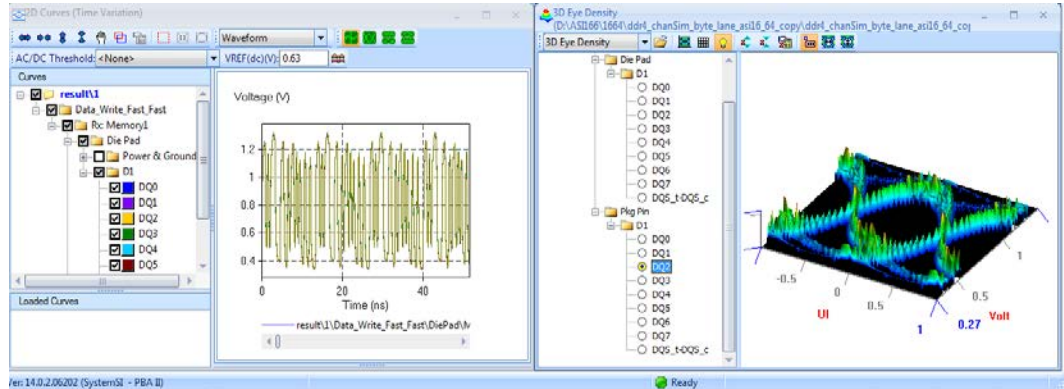 2D Curves (Time Variation)
Waveform
AC/DC Threshold: <None>
VREF(dc)(V): 0.63
Curves
result\1
Data_Write_Fast_Fast
Rx: Memory1
Die Pad
Power & Ground
D1
DQ0
DQ1
DQ2
DQ3
DQ4
DQ5
Loaded Curves
Voltage (V)
1.2
1
0.8
0.6
0.4
0 20 40
Time (ns)
result\1\Data_Write_Fast_Fast\DiePad\M
3D Eye Density
(D:\ASI166\1664\ddr4_chanSim_byte_lane_asi16_64_copy\ddr4_chanSim_byte_lane_asi16_64_cop
3D Eye Density
Die Pad
D1
DQ0
DQ1
DQ2
DQ3
DQ4
DQ5
DQ6
DQ7
DQS_t-DQS_c
Pkg Pin
D1
DQ0
DQ1
DQ2
DQ3
DQ4
DQ5
DQ6
DQ7
DQS_t-DQS_c
-0.5
0
0.5
1
UI
0.27
0.5
1
Volt
Ver: 14.0.2.06202 (SystemSI - PBA II)
Ready